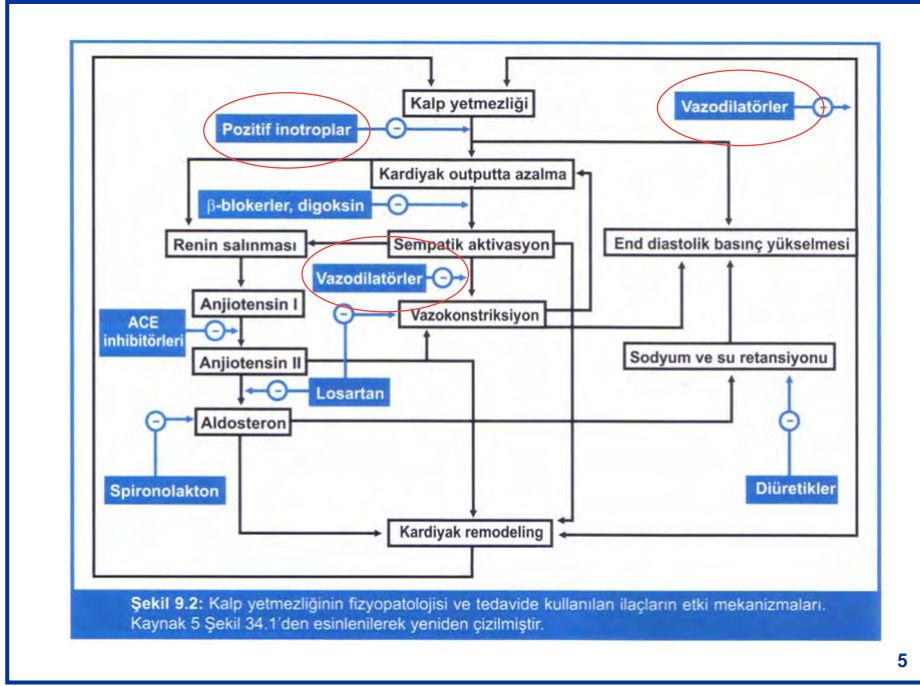 Kalp yetmezliği
Vazodilatörler
Pozitif inotroplar
Kardiyak outputta azalma
β-blokerler, digoksin
Renin salınması
Sempatik aktivasyon
End diastolik basınç yükselmesi
Vazodilatörler
Anjiotensin I
Vazokonstriksiyon
ACE
inhibitörleri
Anjiotensin II
Sodyum ve su retansiyonu
Losartan
Aldosteron
Spironolakton
Diüretikler
Kardiyak remodeling
Şekil 9.2: Kalp yetmezliğinin fizyopatolojisi ve tedavide kullanılan ilaçların etki mekanizmaları.
Kaynak 5 Şekil 34.1'den esinlenilerek yeniden çizilmiştir.
5